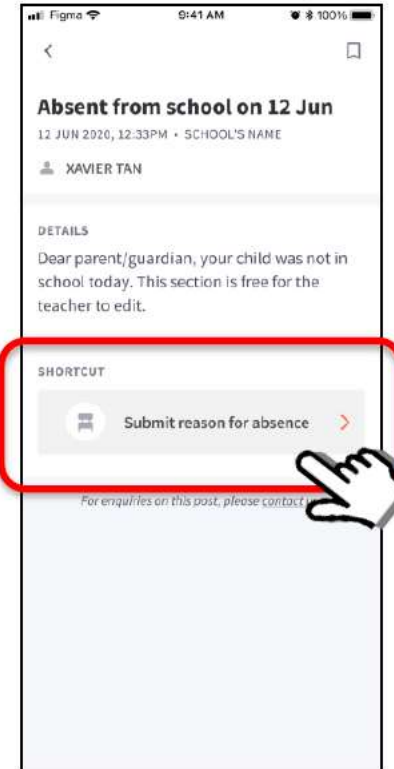 Figma 9:41 AM 100%
Absent from school on 12 Jun
12 JUN 2020, 12:33PM • SCHOOL'S NAME
XAVIER TAN
DETAILS
Dear parent/guardian, your child was not in
school today. This section is free for the
teacher to edit.
SHORTCUT
Submit reason for absence
For enquiries on this post, please contact